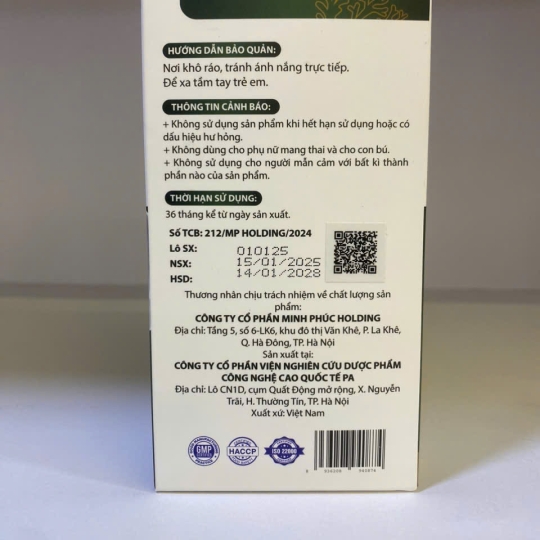 HƯỚNG DẪN BẢO QUẢN:
Nơi khô ráo, tránh ánh nắng trực tiếp.
Để xa tầm tay trẻ em.
THÔNG TIN CẢNH BÁO:
+ Không sử dụng sản phẩm khi hết hạn sử dụng hoặc có
dấu hiệu hư hỏng.
+ Không dùng cho phụ nữ mang thai và cho con bú.
+ Không sử dụng cho người mẫn cảm với bất kì thành
phần nào của sản phẩm.
THỜI HẠN SỬ DỤNG:
36 tháng kể từ ngày sản xuất.
Số TCB: 212/MP HOLDING/2024
Lô SX: 010125
NSX: 15/01/2025
HSD: 14/01/2028
Thương nhân chịu trách nhiệm về chất lượng sản
phẩm:
CÔNG TY CỔ PHẦN MINH PHÚC HOLDING
Địa chỉ: Tầng 5, số 6-LK6, khu đô thị Văn Khê, P. La Khê,
Q. Hà Đông, TP. Hà Nội
Sản xuất tại:
CÔNG TY CỔ PHẦN VIỆN NGHIÊN CỨU DƯỢC PHẨM
CÔNG NGHỆ CAO QUỐC TẾ PA
Địa chỉ: Lô CN1D, cụm Quất Động mở rộng, X. Nguyễn
Trãi, H. Thường Tín, TP. Hà Nội
Xuất xứ: Việt Nam
GMP
HACCP
ISO 22000